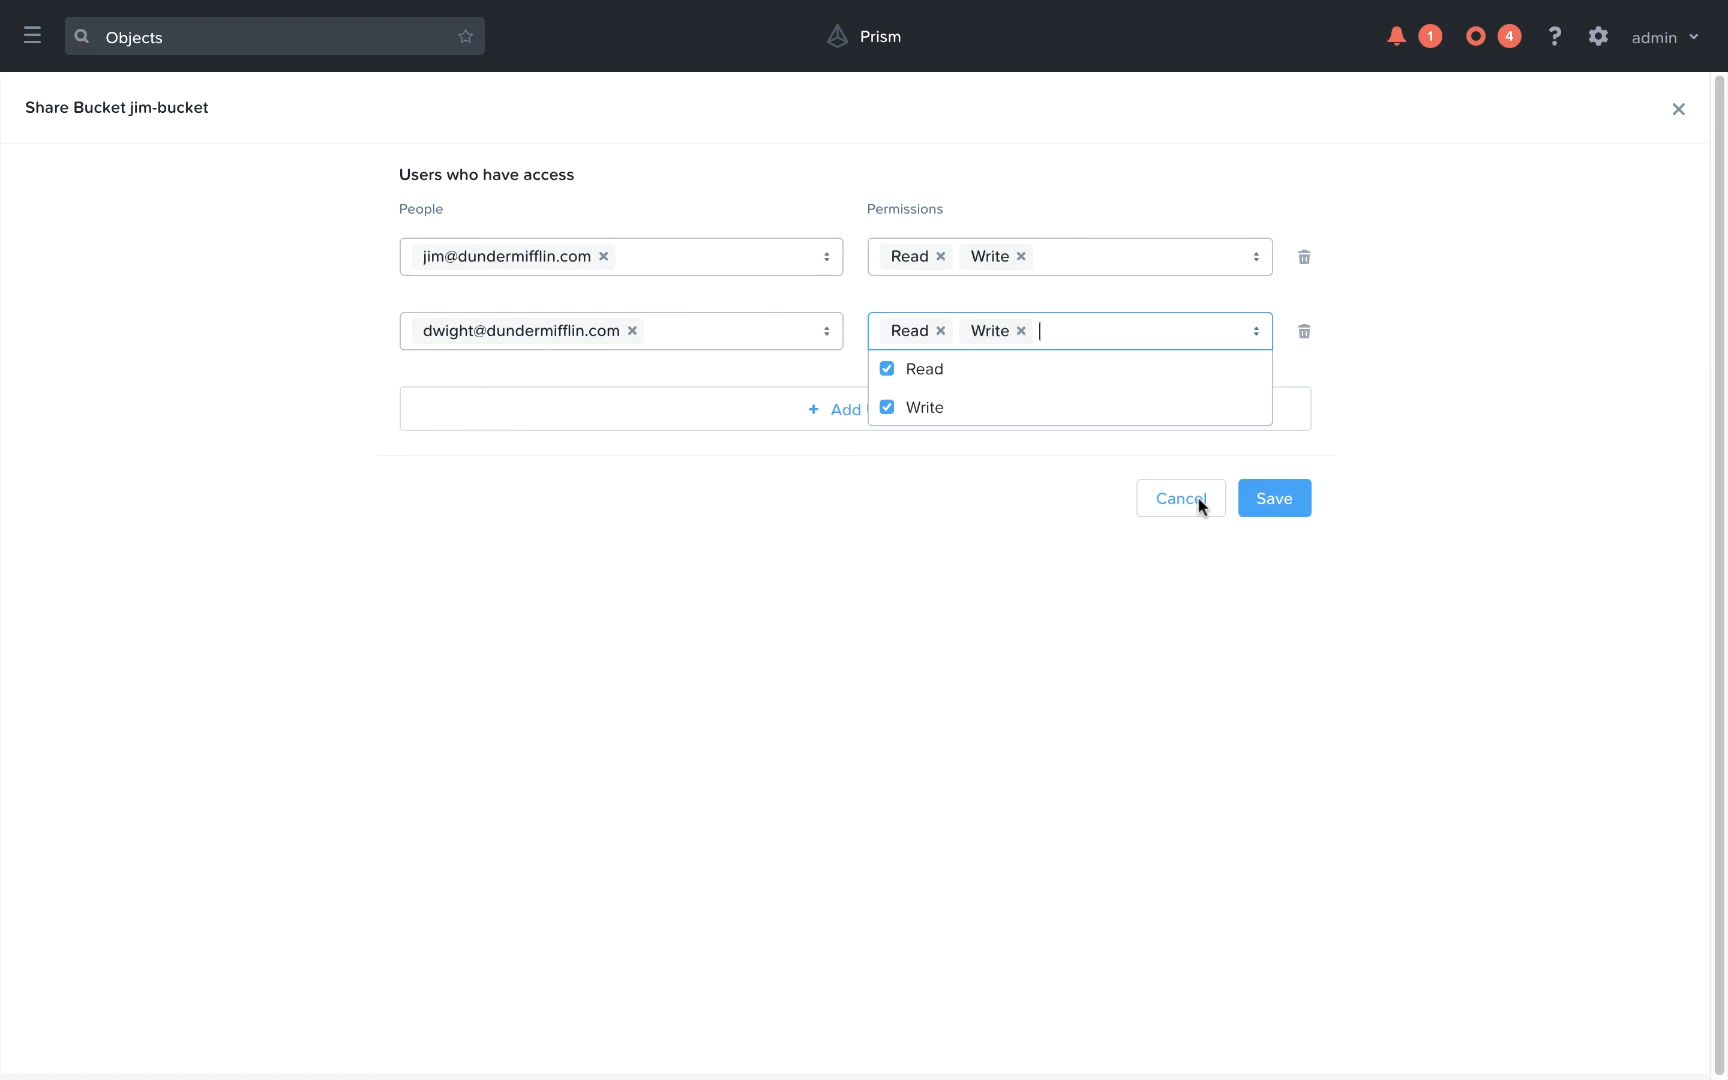 Objects
Prism
1
4
?
admin
Share Bucket jim-bucket
Users who have access
People
Permissions
jim@dundermifflin.com
Read
Write
dwight@dundermifflin.com
Read
Write
Read
+ Add
Write
Cancel
Save